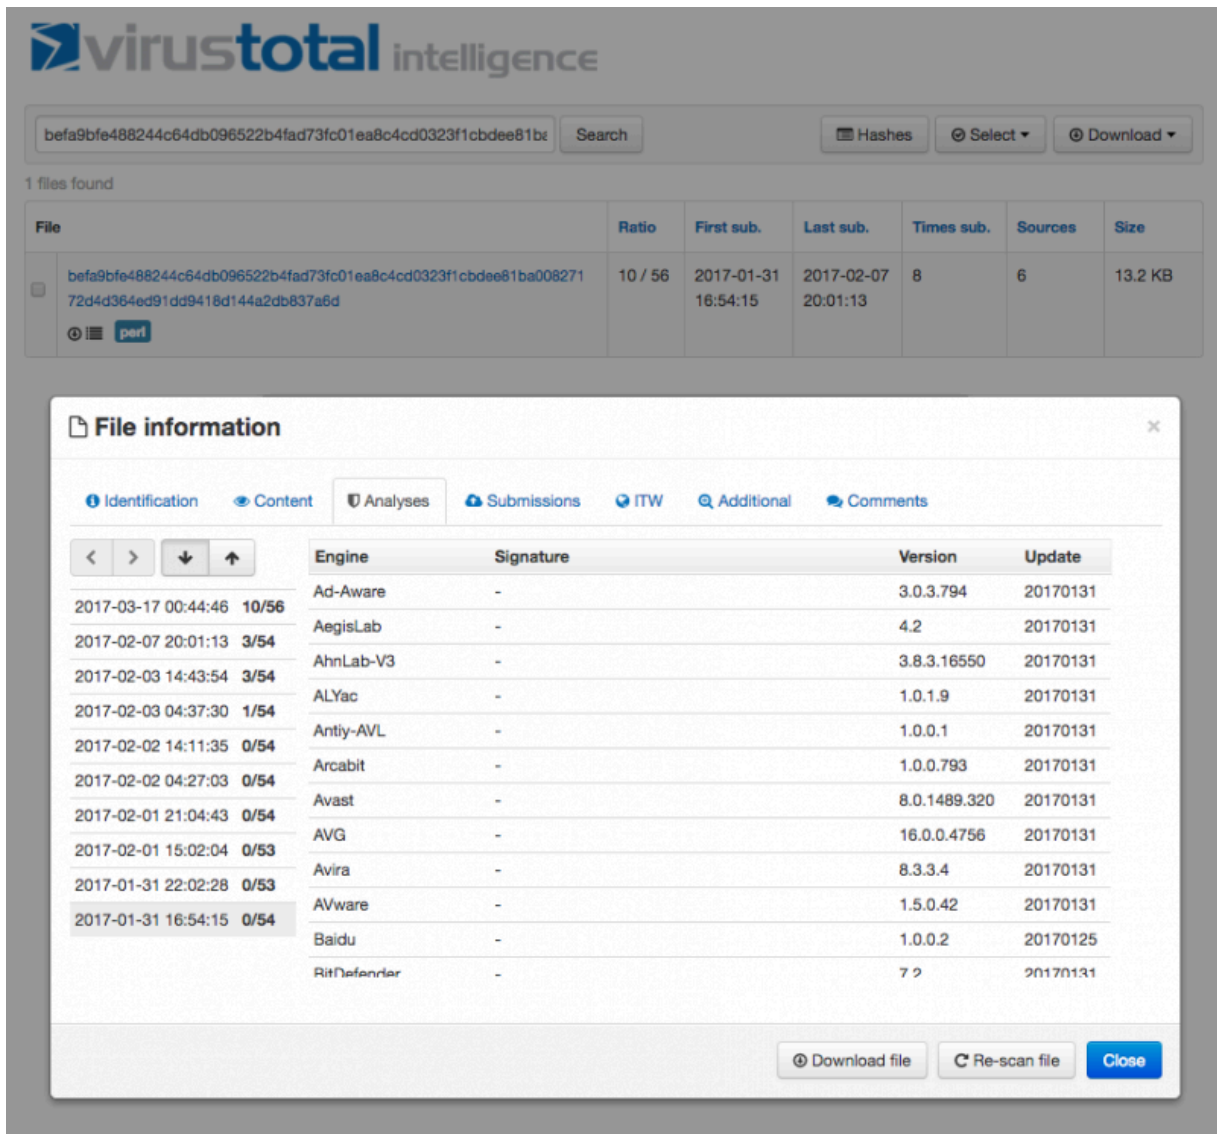 virustotal intelligence
befa9bfe488244c64db096522b4fad73fc01ea8c4cd0323f1cbdee81ba Search Hashes Select Download
1 files found
File Ratio First sub. Last sub. Times sub. Sources Size
befa9bfe488244c64db096522b4fad73fc01ea8c4cd0323f1cbdee81ba008271 10 / 56 2017-01-31 2017-02-07 8 6 13.2 KB
72d4d364ed91dd9418d144a2db837a6d 16:54:15 20:01:13
perl
File information ×
Identification Content Analyses Submissions ITW Additional Comments
Engine Signature Version Update
Ad-Aware - 3.0.3.794 20170131
2017-03-17 00:44:46 10/56
AegisLab - 4.2 20170131
2017-02-07 20:01:13 3/54
AhnLab-V3 - 3.8.3.16550 20170131
2017-02-03 14:43:54 3/54
ALYac - 1.0.1.9 20170131
2017-02-03 04:37:30 1/54
Antiy-AVL - 1.0.0.1 20170131
2017-02-02 14:11:35 0/54
Arcabit - 1.0.0.793 20170131
2017-02-02 04:27:03 0/54
Avast - 8.0.1489.320 20170131
2017-02-01 21:04:43 0/54
AVG - 16.0.0.4756 20170131
2017-02-01 15:02:04 0/53
Avira - 8.3.3.4 20170131
2017-01-31 22:02:28 0/53
AVware - 1.5.0.42 20170131
2017-01-31 16:54:15 0/54
Baidu - 1.0.0.2 20170125
BitDefender - 7.2 20170131
Download file Re-scan file Close